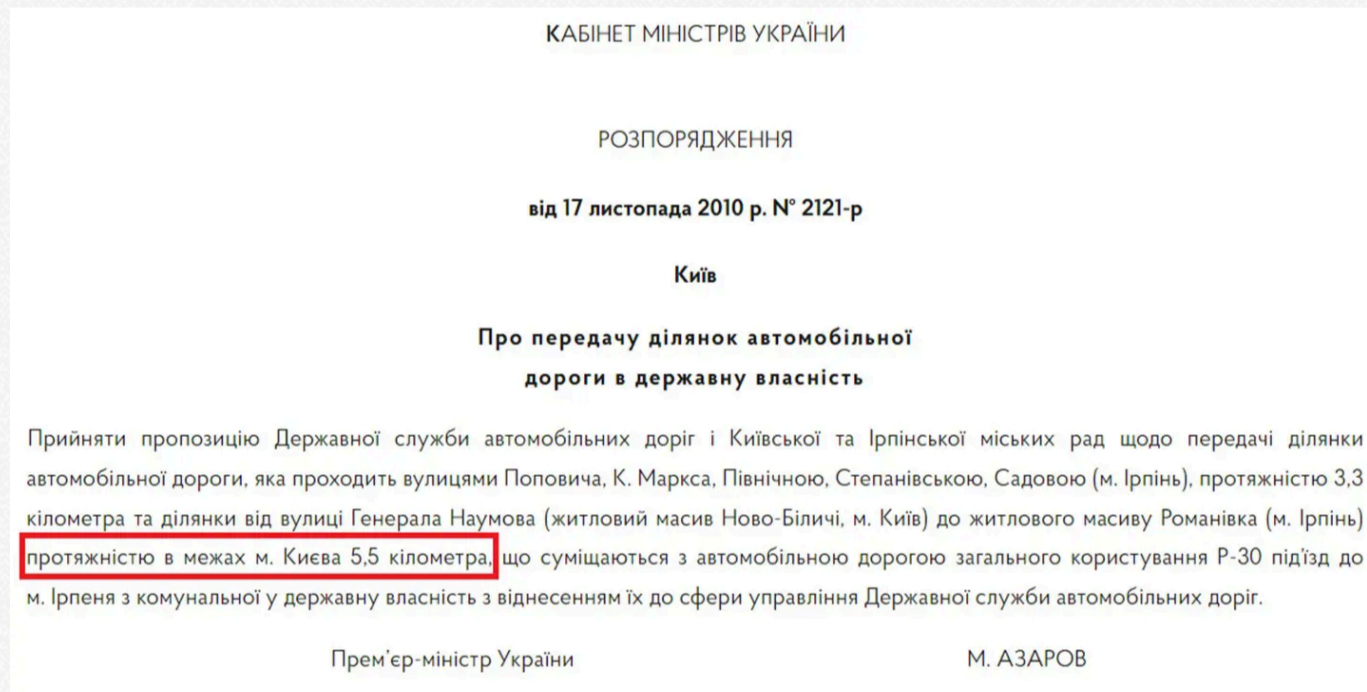 КАБІНЕТ МІНІСТРІВ УКРАЇНИ
РОЗПОРЯДЖЕННЯ
від 17 листопада 2010 р. N° 2121-р
Київ
Про передачу ділянок автомобільної
дороги в державну власність
Прийняти пропозицію Державної служби автомобільних доріг і Київської та Ірпінської міських рад щодо передачі ділянки
автомобільної дороги, яка проходить вулицями Поповича, К. Маркса, Північною, Степанівською, Садовою (м. Ірпінь), протяжністю 3,3
кілометра та ділянки від вулиці Генерала Наумова (житловий масив Ново-Біличі, м. Київ) до житлового масиву Романівка (м. Ірпінь)
протяжністю в межах м. Києва 5,5 кілометра, що суміщаються з автомобільною дорогою загального користування Р-30 під'їзд до
м. Ірпеня з комунальної у державну власність з віднесенням їх до сфери управління Державної служби автомобільних доріг.
Прем'єр-міністр України М. АЗАРОВ